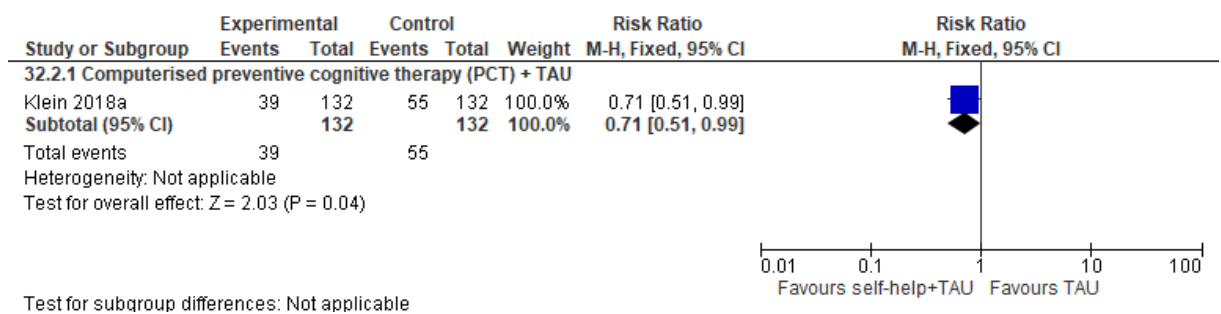 Experimental Control Risk Ratio Risk Ratio
Study or Subgroup Events Total Events Total Weight M-H, Fixed, 95% CI M-H, Fixed, 95% CI
32.2.1 Computerised preventive cognitive therapy (PCT) + TAU
Klein 2018a 39 132 55 132 100.0% 0.71 [0.51, 0.99]
Subtotal (95% CI) 132 132 100.0% 0.71 [0.51, 0.99]
Total events 39 55
Heterogeneity: Not applicable
Test for overall effect: Z = 2.03 (P = 0.04)
0.01 0.1 1 10 100
Favours self-help+TAU Favours TAU
Test for subgroup differences: Not applicable